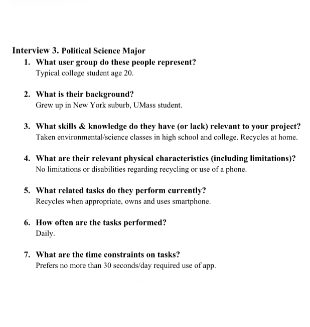 Interview 3. Political Science Major
1. What user group do these people represent?
Typical college student age 20.
2. What is their background?
Grew up in New York suburb, UMass student.
3. What skills & knowledge do they have (or lack) relevant to your project?
Taken environmental/science classes in high school and college. Recycles at home.
4. What are their relevant physical characteristics (including limitations)?
No limitations or disabilities regarding recycling or use of a phone.
5. What related tasks do they perform currently?
Recycles when appropriate, owns and uses smartphone.
6. How often are the tasks performed?
Daily.
7. What are the time constraints on tasks?
Prefers no more than 30 seconds/day required use of app.